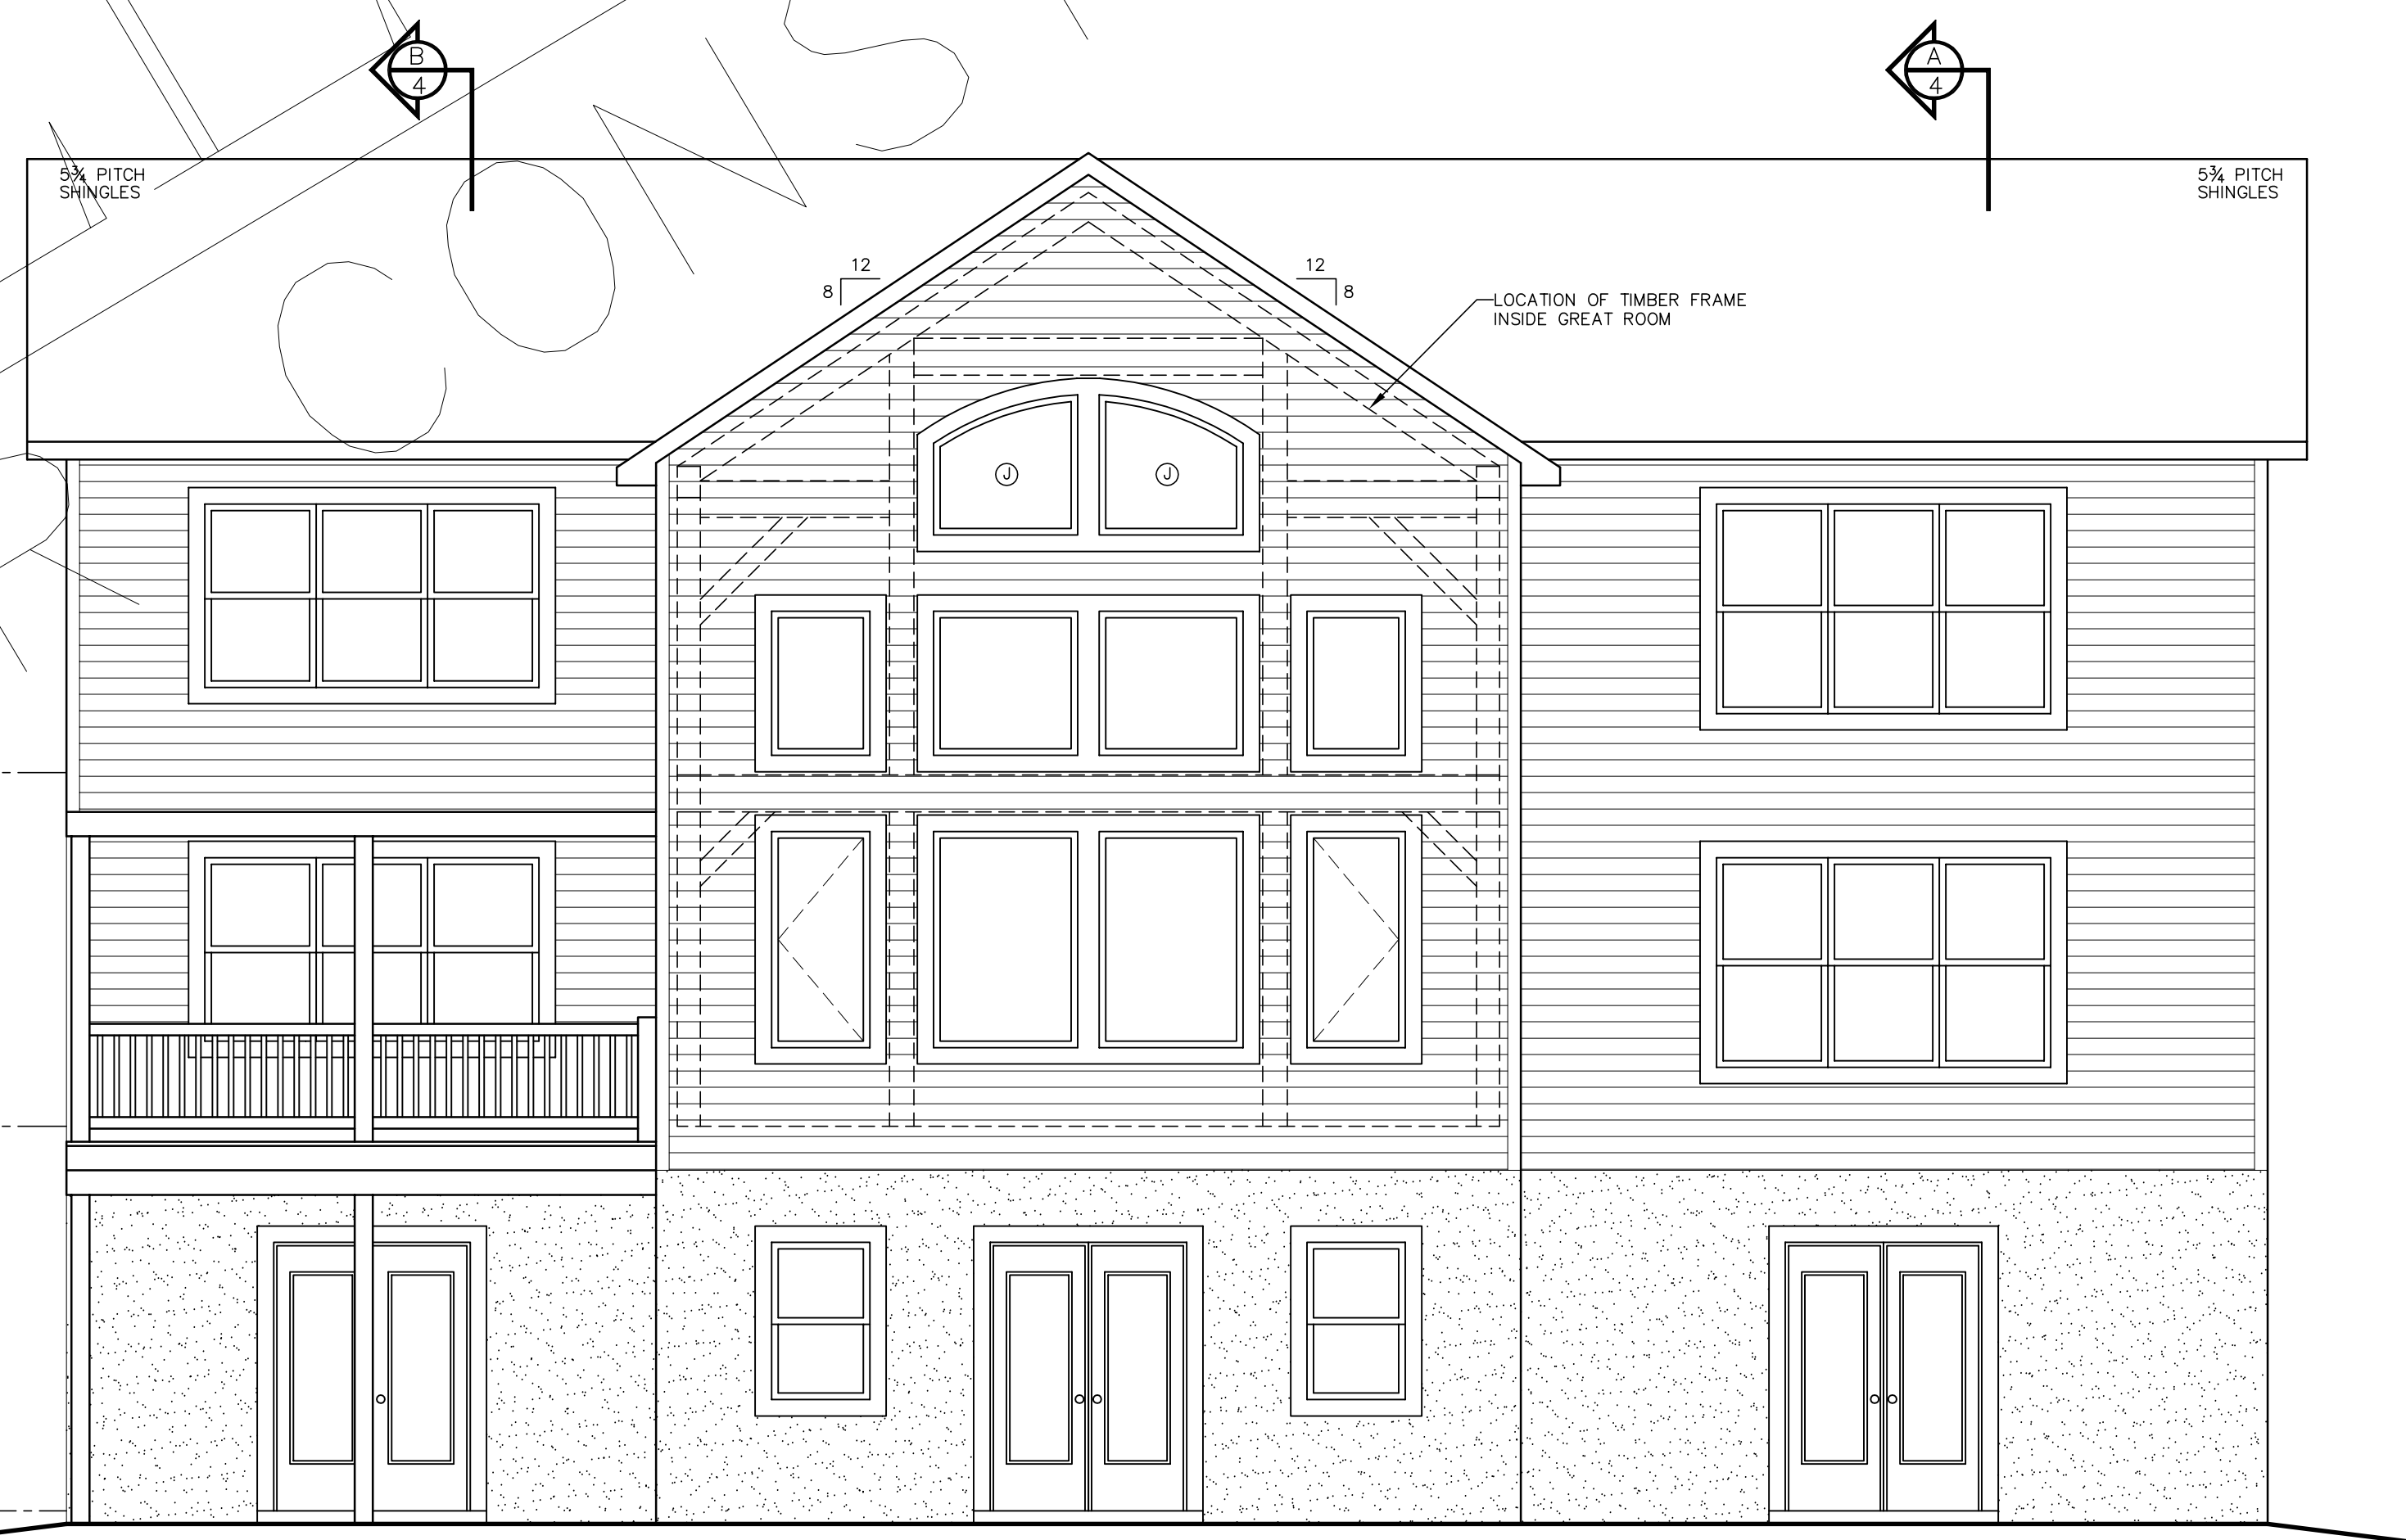 B
4
A
4
5¾ PITCH
SHINGLES
5¾ PITCH
SHINGLES
12
8
12
8
LOCATION OF TIMBER FRAME
INSIDE GREAT ROOM
J
J
CONS